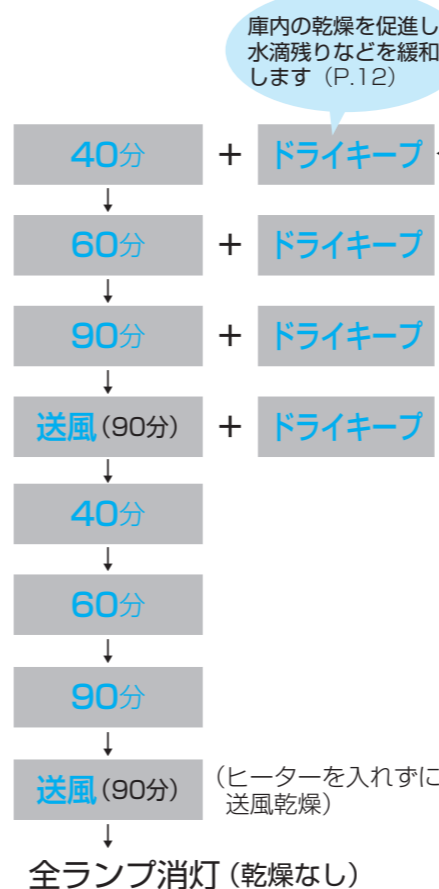 庫内の乾燥を促進し
水滴残りなどを緩和
します（P.12）
40分 + ドライキープ
↓
60分 + ドライキープ
↓
90分 + ドライキープ
↓
送風（90分） + ドライキープ
↓
40分
↓
60分
↓
90分
↓
送風（90分） （ヒーターを入れずに
送風乾燥）
↓
全ランプ消灯（乾燥なし）